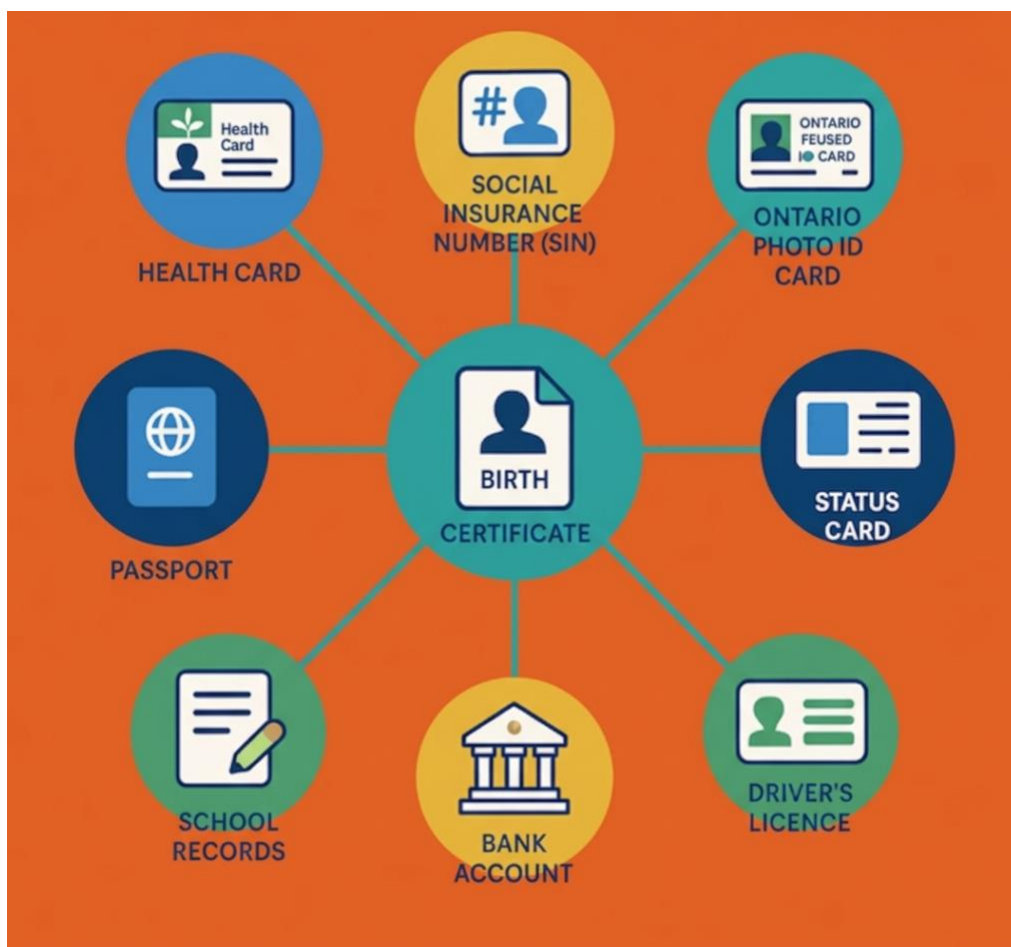 Health
Card
HEALTH CARD
#
SOCIAL
INSURANCE
NUMBER (SIN)
ONTARIO
FEUSED
ID CARD
ONTARIO
PHOTO ID
CARD
PASSPORT
BIRTH
CERTIFICATE
STATUS
CARD
SCHOOL
RECORDS
BANK
ACCOUNT
DRIVER'S
LICENCE